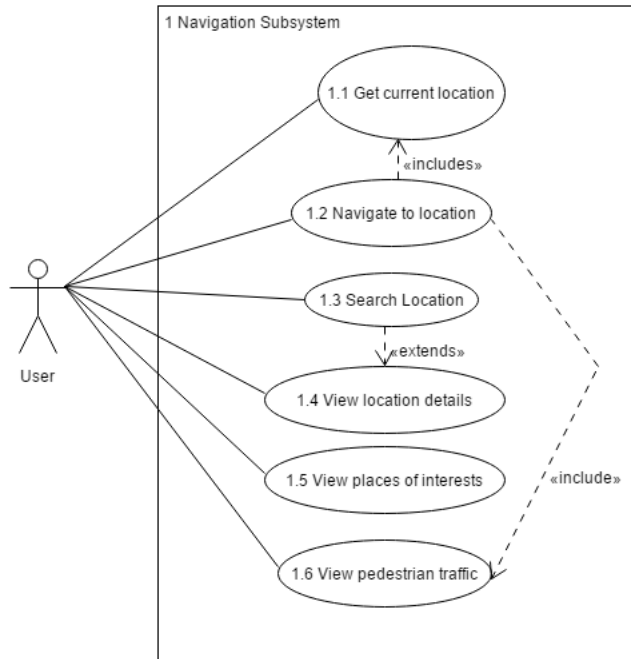 1 Navigation Subsystem
1.1 Get current location
«includes»
1.2 Navigate to location
1.3 Search Location
«extends»
User
1.4 View location details
1.5 View places of interests
«include»
1.6 View pedestrian traffic